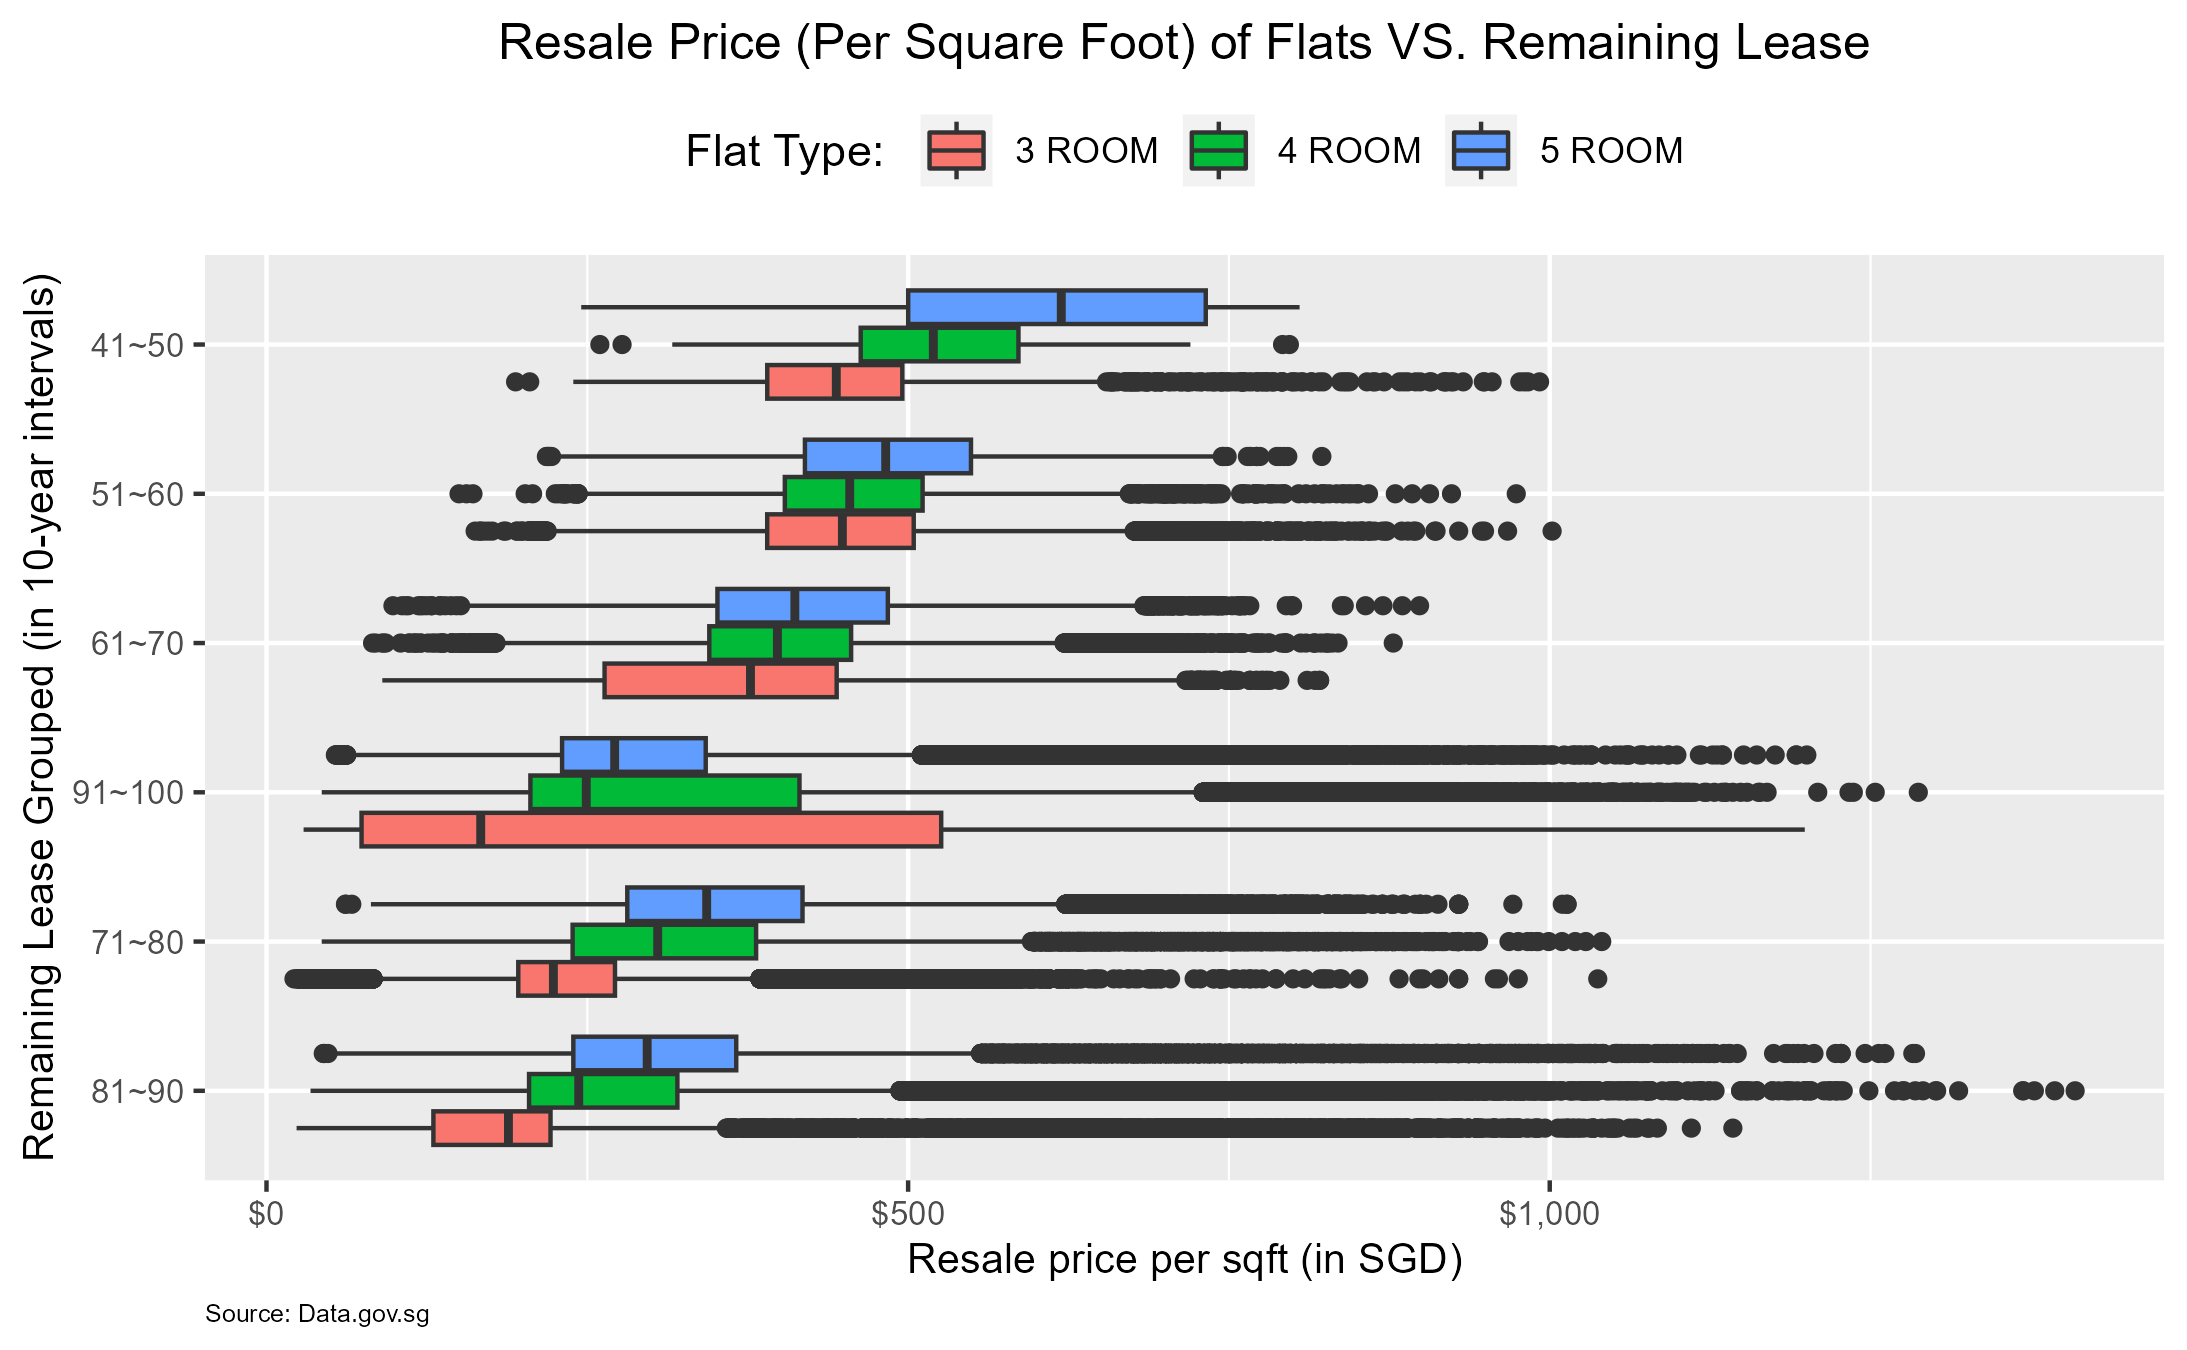 Resale Price (Per Square Foot) of Flats VS. Remaining Lease
Flat Type: 3 ROOM 4 ROOM 5 ROOM
Remaining Lease Grouped (in 10-year intervals)
41~50
51~60
61~70
91~100
71~80
81~90
$0 $500 $1,000
Resale price per sqft (in SGD)
Source: Data.gov.sg